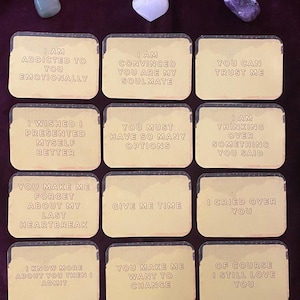 I AM
ADDICTED TO
YOU
EMOTIONALLY
I AM
CONVINCED
YOU ARE MY
SOULMATE
YOU CAN
TRUST ME
I WISHED I
PRESENTED
MYSELF
BETTER
YOU MUST
HAVE SO MANY
OPTIONS
I AM
THINKING
OVER
SOMETHING
YOU SAID
YOU MAKE ME
FORGET
ABOUT MY
LAST
HEARTBREAK
GIVE ME TIME
I CRIED OVER
YOU
I KNOW MORE
ABOUT YOU THEN I
ADMIT
YOU MAKE ME
WANT TO
CHANGE
OF COURSE
I STILL LOVE
YOU